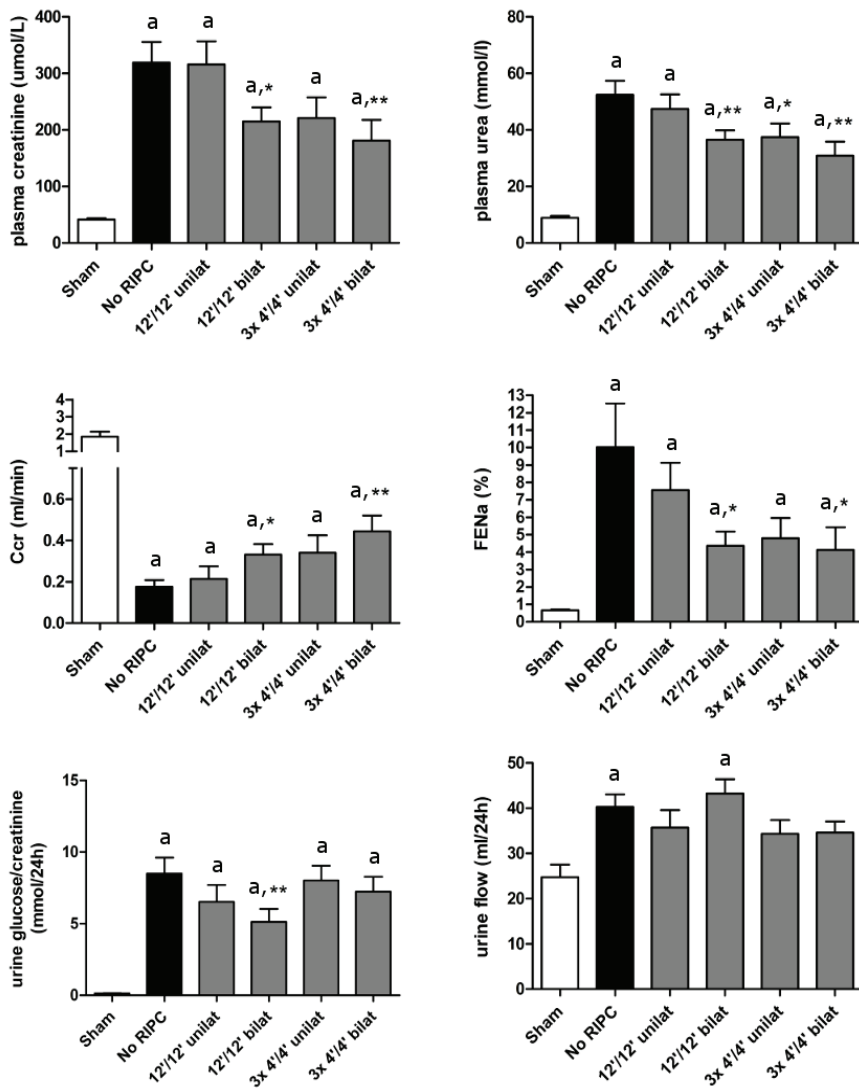 plasma creatinine (umol/L)
400
300
200
100
0
a
a
a,*
a
a,**
Sham
No RIPC
12'/12' unilat
12'/12' bilat
3x 4'/4' unilat
3x 4'/4' bilat
plasma urea (mmol/l)
80
60
40
20
0
a
a
a,**
a,*
a,**
Sham
No RIPC
12'/12' unilat
12'/12' bilat
3x 4'/4' unilat
3x 4'/4' bilat
Ccr (ml/min)
4
3
2
1
0.6
0.4
0.2
0.0
a
a
a,*
a
a,**
Sham
No RIPC
12'/12' unilat
12'/12' bilat
3x 4'/4' unilat
3x 4'/4' bilat
FENa (%)
13
12
11
10
9
8
7
6
5
4
3
2
1
0
a
a
a,*
a
a,*
Sham
No RIPC
12'/12' unilat
12'/12' bilat
3x 4'/4' unilat
3x 4'/4' bilat
urine glucose/creatinine
(mmol/24h)
15
10
5
0
a
a
a,**
a
a
Sham
No RIPC
12'/12' unilat
12'/12' bilat
3x 4'/4' unilat
3x 4'/4' bilat
urine flow (ml/24h)
50
40
30
20
10
0
a
a
Sham
No RIPC
12'/12' unilat
12'/12' bilat
3x 4'/4' unilat
3x 4'/4' bilat